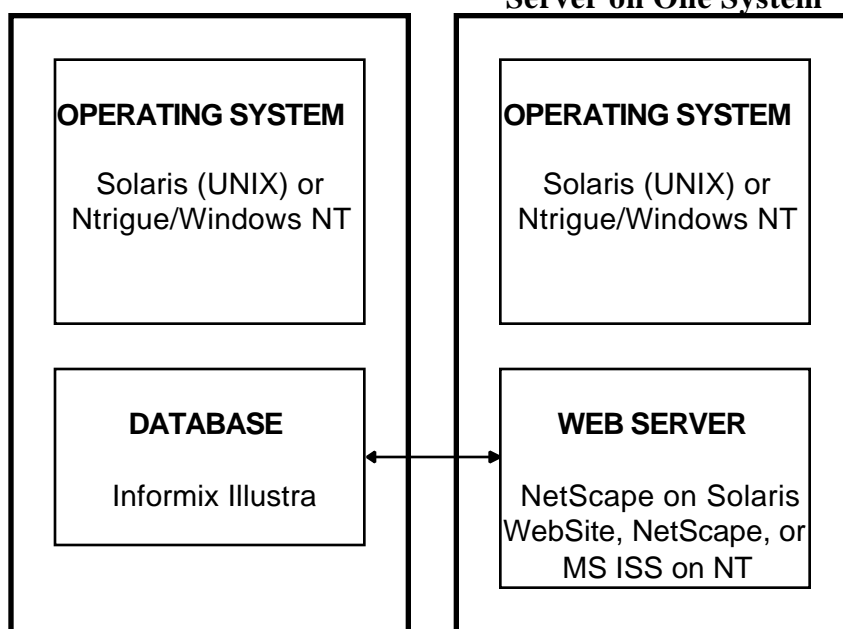 Server on One System
OPERATING SYSTEM
Solaris (UNIX) or
Ntrigue/Windows NT
DATABASE
Informix Illustra
OPERATING SYSTEM
Solaris (UNIX) or
Ntrigue/Windows NT
WEB SERVER
NetScape on Solaris
WebSite, NetScape, or
MS ISS on NT